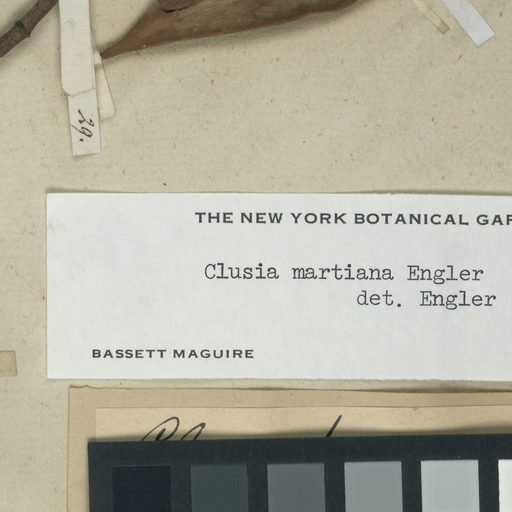 29.
THE NEW YORK BOTANICAL GAR
Clusia martiana Engler
det. Engler
BASSETT MAGUIRE